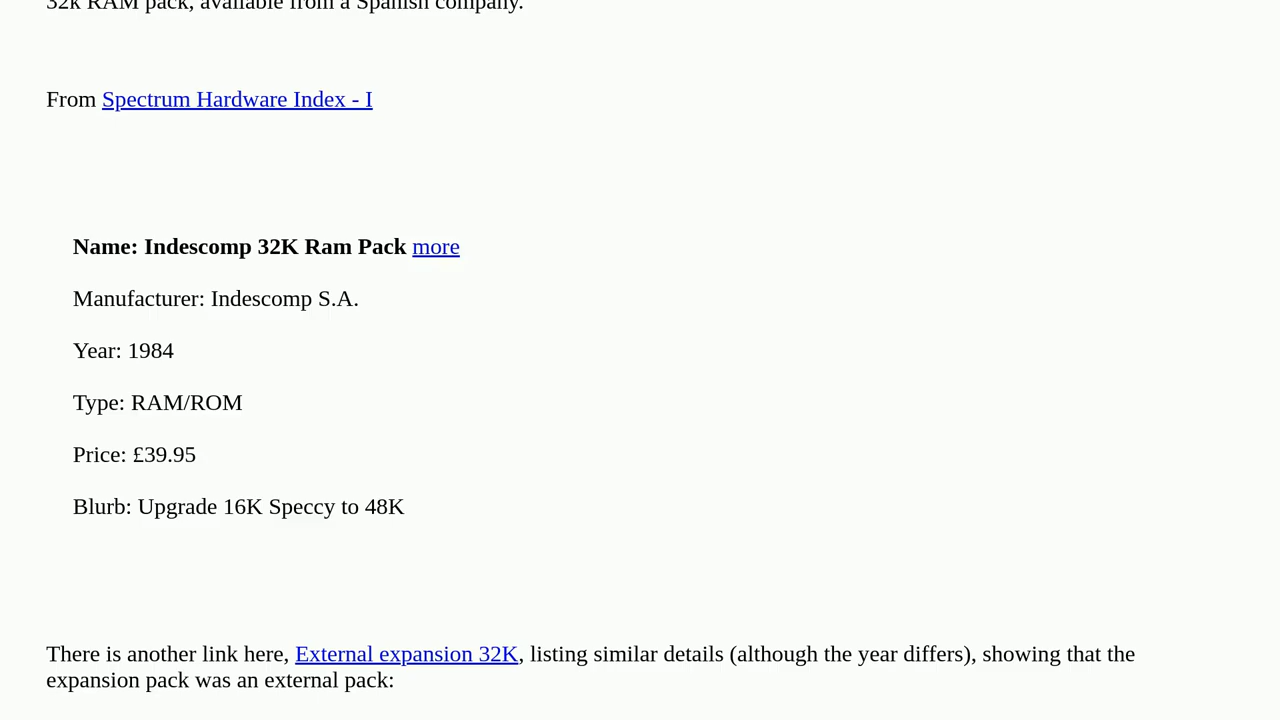 32k RAM pack, available from a Spanish company.
From Spectrum Hardware Index - I
Name: Indescomp 32K Ram Pack more
Manufacturer: Indescomp S.A.
Year: 1984
Type: RAM/ROM
Price: £39.95
Blurb: Upgrade 16K Speccy to 48K
There is another link here, External expansion 32K, listing similar details (although the year differs), showing that the
expansion pack was an external pack: